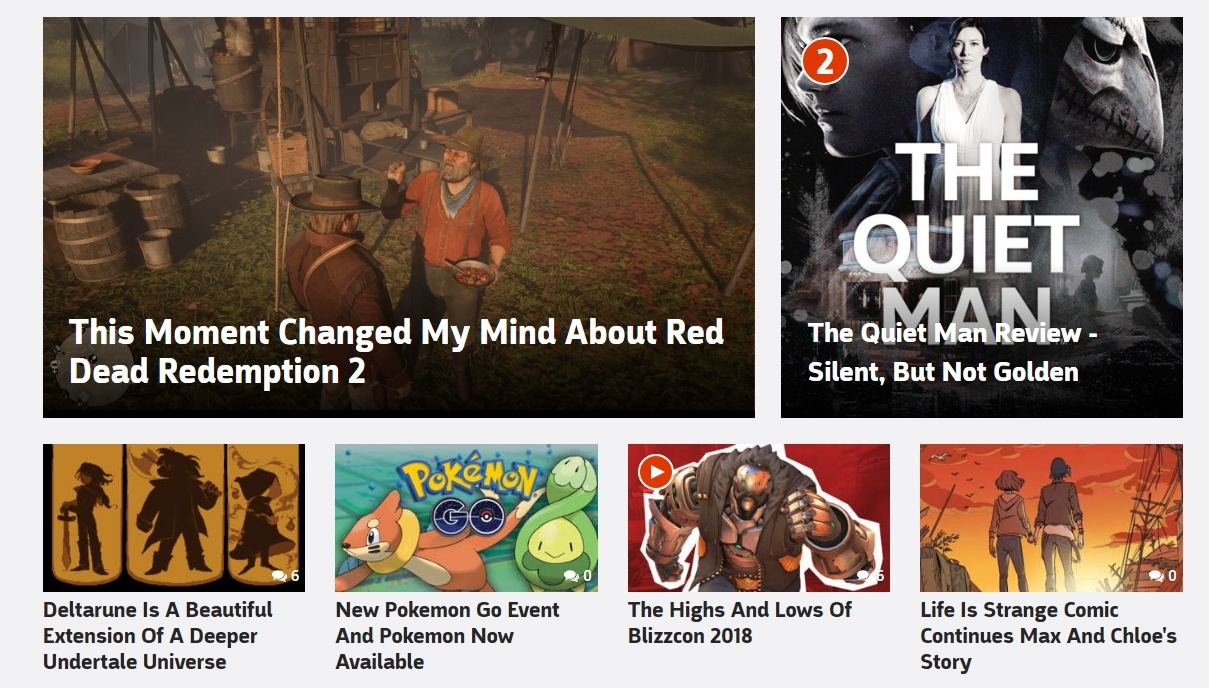 This Moment Changed My Mind About Red
Dead Redemption 2
2
THE
QUIET
MAN
The Quiet Man Review -
Silent, But Not Golden
6
Deltarune Is A Beautiful
Extension Of A Deeper
Undertale Universe
POKéMON
GO
0
New Pokemon Go Event
And Pokemon Now
Available
6
The Highs And Lows Of
Blizzcon 2018
0
Life Is Strange Comic
Continues Max And Chloe's
Story